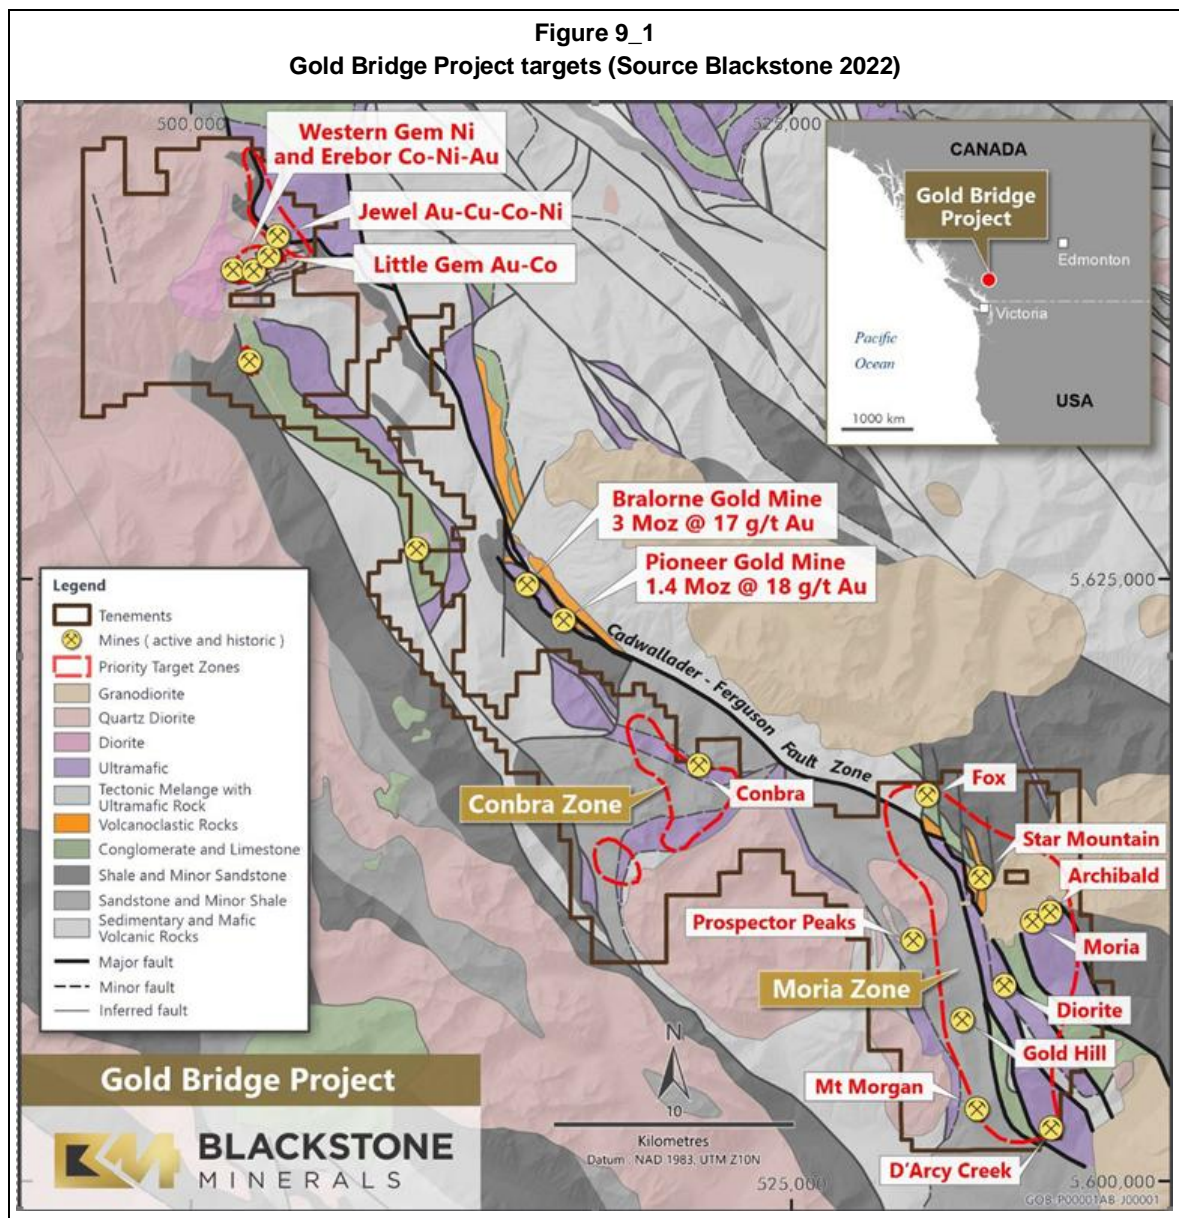 Figure 9_1
Gold Bridge Project targets (Source Blackstone 2022)
500,000
525,000
Western Gem Ni
and Erebor Co-Ni-Au
Jewel Au-Cu-Co-Ni
Little Gem Au-Co
CANADA
Gold Bridge
Project
Edmonton
Victoria
Pacific
Ocean
USA
1000 km
Bralorne Gold Mine
3 Moz @ 17 g/t Au
Pioneer Gold Mine
1.4 Moz @ 18 g/t Au
5,625,000
Cadwallader - Ferguson Fault Zone
Legend
Tenements
Mines ( active and historic )
Priority Target Zones
Granodiorite
Quartz Diorite
Diorite
Ultramafic
Tectonic Melange with
Ultramafic Rock
Volcanoclastic Rocks
Conglomerate and Limestone
Shale and Minor Sandstone
Sandstone and Minor Shale
Sedimentary and Mafic
Volcanic Rocks
Major fault
Minor fault
Inferred fault
Conbra Zone
Conbra
Fox
Star Mountain
Archibald
Prospector Peaks
Moria
Moria Zone
Diorite
Gold Hill
Mt Morgan
D'Arcy Creek
N
10
Kilometres
Datum : NAD 1983, UTM Z10N
525,000
5,600,000
GOB-P00001AB-J00001
Gold Bridge Project
BLACKSTONE
MINERALS